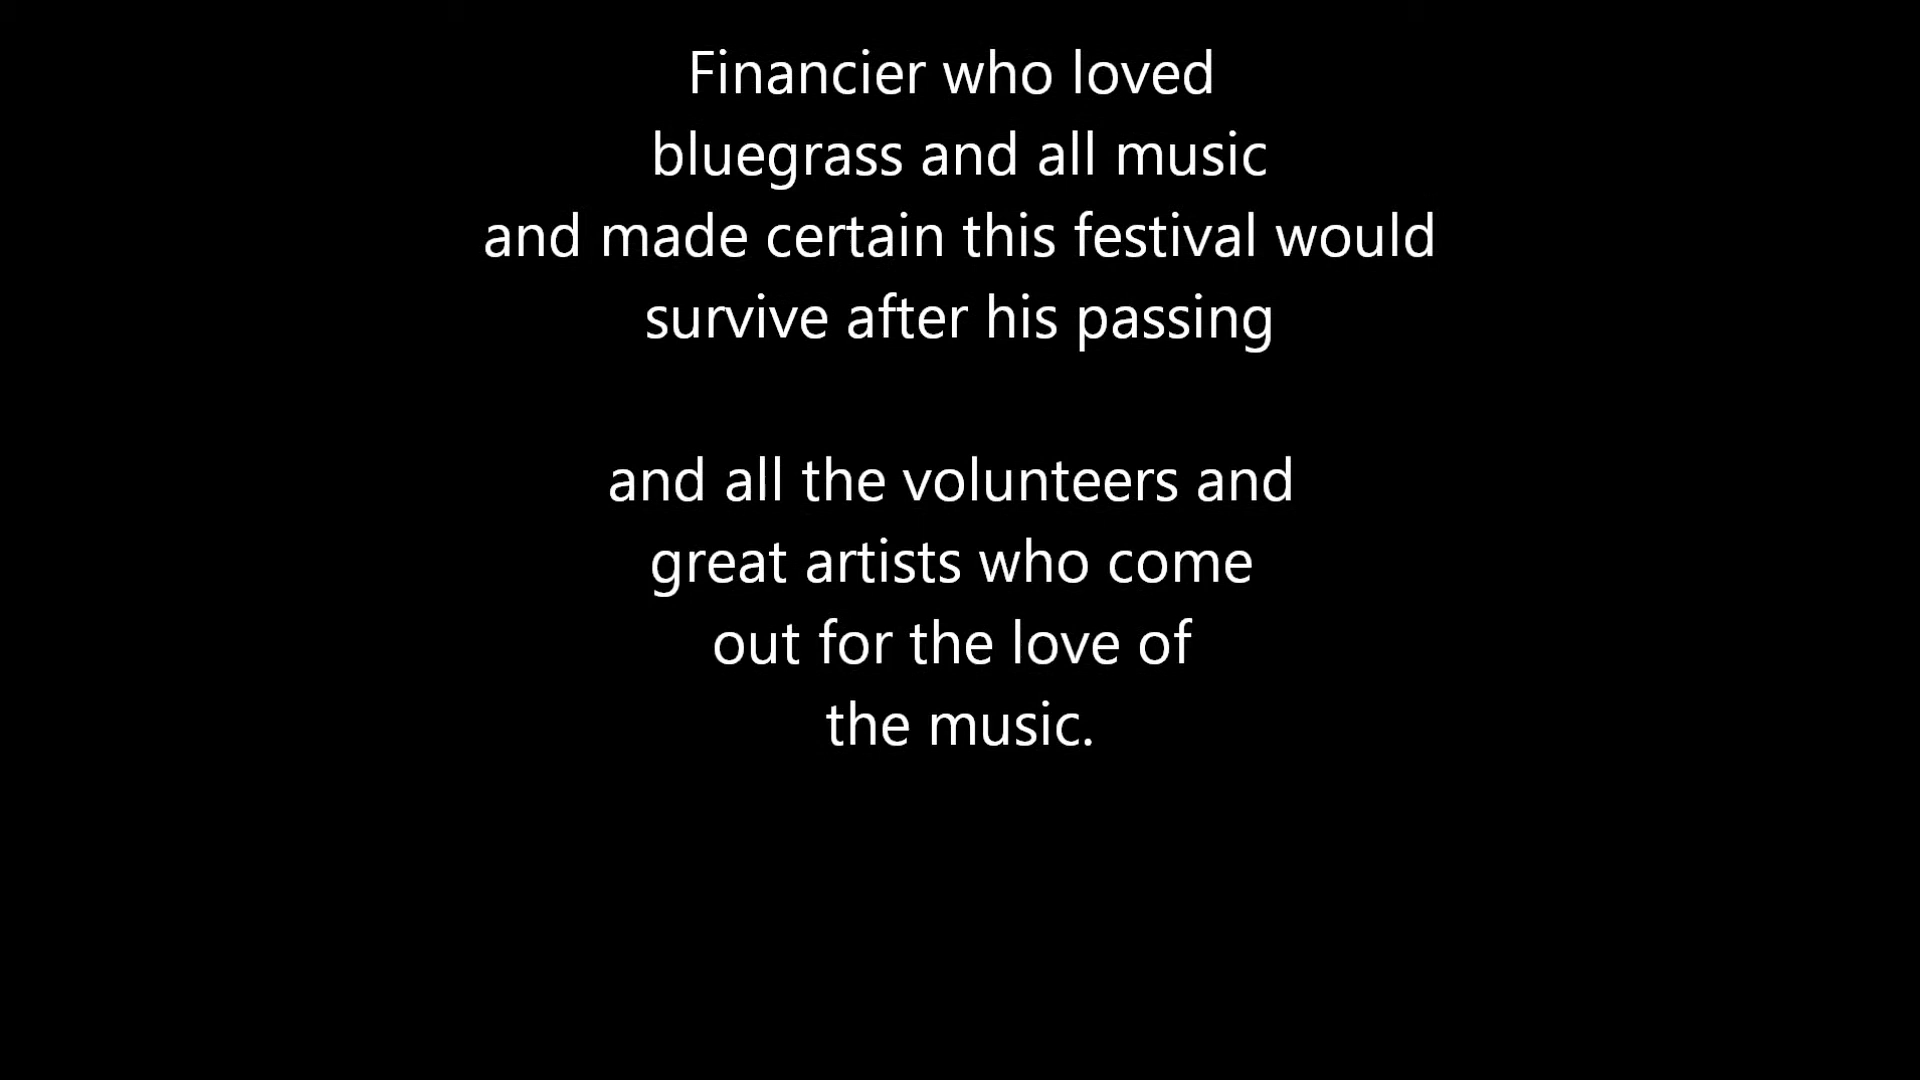 Financier who loved
bluegrass and all music
and made certain this festival would
survive after his passing
and all the volunteers and
great artists who come
out for the love of
the music.